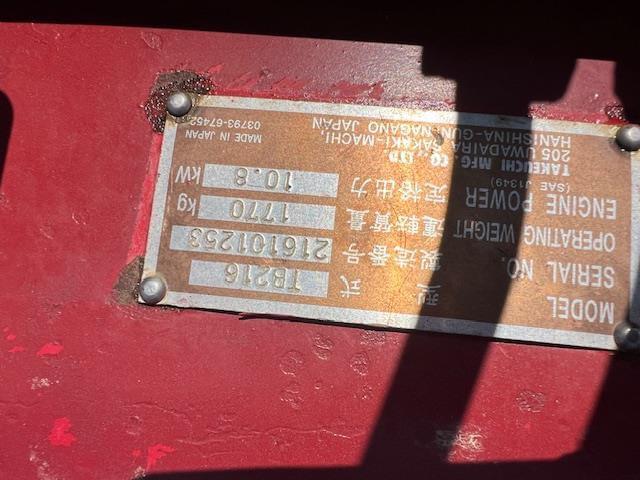 MODEL 型式 TB216
SERIAL NO. 製造番号 216101253
OPERATING WEIGHT 運転質量 1770 kg
ENGINE POWER 定格出力 10.8 kW
(SAE J1349)
TAKEUCHI MFG. CO., LTD
205 UWADAIRA SAKAKI-MACHI,
HANISHINA-GUN, NAGANO JAPAN
MADE IN JAPAN
03793-67452